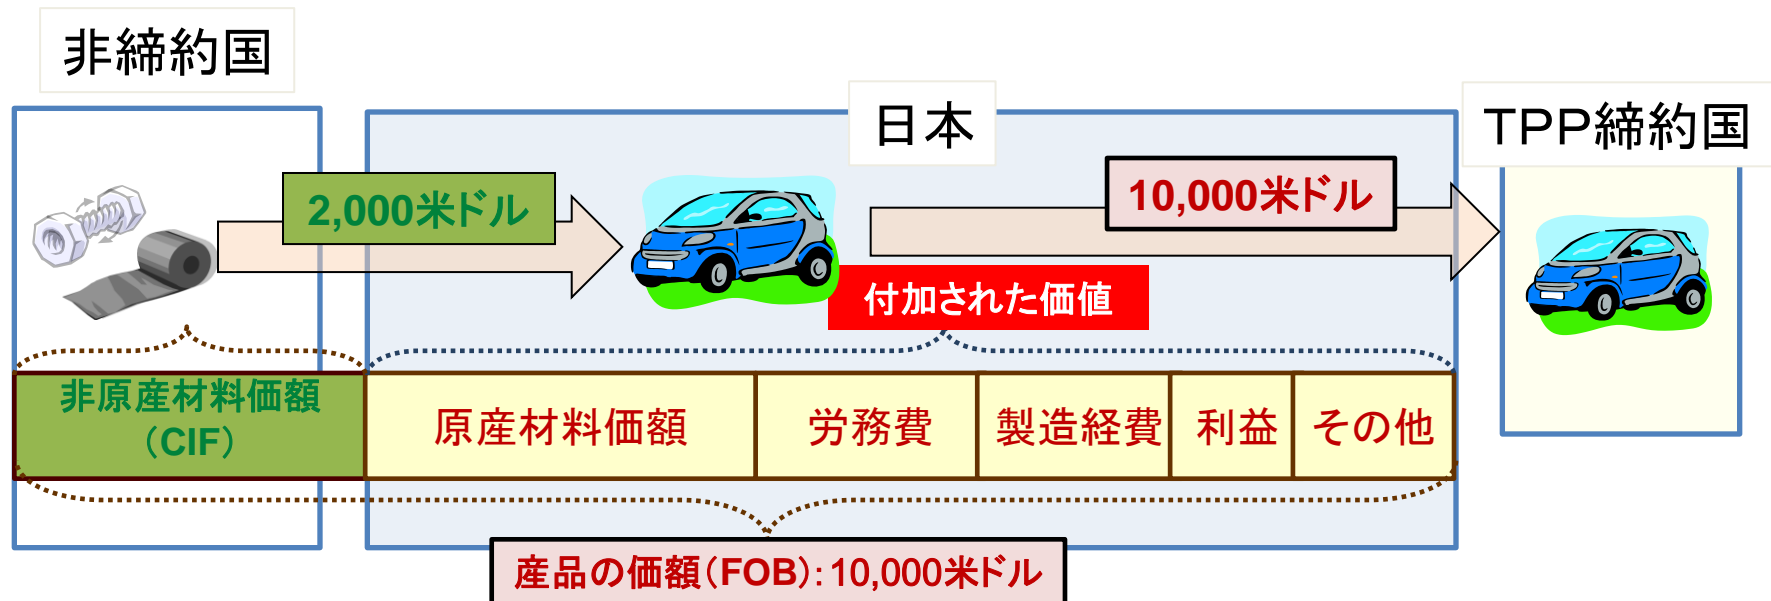 非締約国
日本
TPP締約国
2,000米ドル
10,000米ドル
付加された価値
非原産材料価額
（CIF）
原産材料価額
労務費
製造経費
利益
その他
産品の価額（FOB）：10,000米ドル